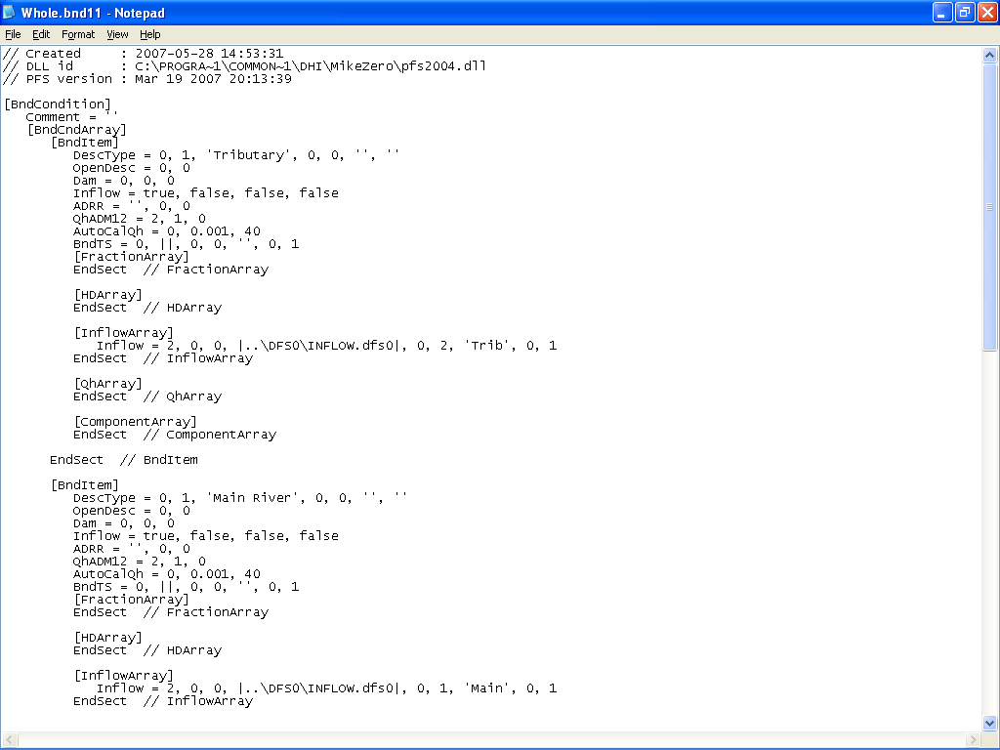 Whole.bnd11 - Notepad
File Edit Format View Help
// Created     : 2007-05-28 14:53:31
// DLL id      : C:\PROGRA~1\COMMON~1\DHI\MikeZero\pfs2004.dll
// PFS version : Mar 19 2007 20:13:39

[BndCondition]
   Comment = ''
   [BndCndArray]
      [BndItem]
         DescType = 0, 1, 'Tributary', 0, 0, '', ''
         OpenDesc = 0, 0
         Dam = 0, 0, 0
         Inflow = true, false, false, false
         ADRR = '', 0, 0
         QhADM12 = 2, 1, 0
         AutoCalQh = 0, 0.001, 40
         BndTS = 0, ||, 0, 0, '', 0, 1
         [FractionArray]
         EndSect  // FractionArray

         [HDArray]
         EndSect  // HDArray

         [InflowArray]
            Inflow = 2, 0, 0, |..\DFS0\INFLOW.dfs0|, 0, 2, 'Trib', 0, 1
         EndSect  // InflowArray

         [QhArray]
         EndSect  // QhArray

         [ComponentArray]
         EndSect  // ComponentArray

      EndSect  // BndItem

      [BndItem]
         DescType = 0, 1, 'Main River', 0, 0, '', ''
         OpenDesc = 0, 0
         Dam = 0, 0, 0
         Inflow = true, false, false, false
         ADRR = '', 0, 0
         QhADM12 = 2, 1, 0
         AutoCalQh = 0, 0.001, 40
         BndTS = 0, ||, 0, 0, '', 0, 1
         [FractionArray]
         EndSect  // FractionArray

         [HDArray]
         EndSect  // HDArray

         [InflowArray]
            Inflow = 2, 0, 0, |..\DFS0\INFLOW.dfs0|, 0, 1, 'Main', 0, 1
         EndSect  // InflowArray